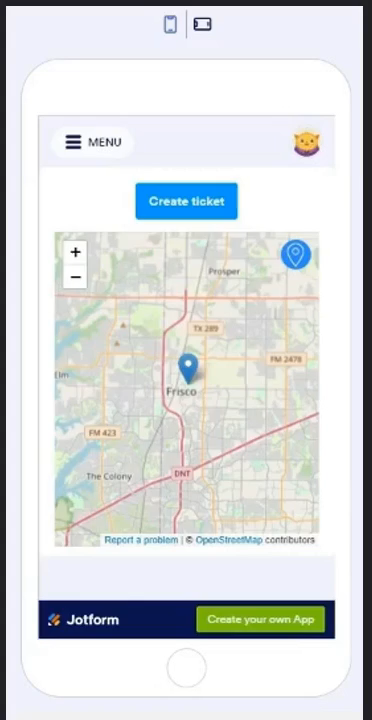 MENU
Create ticket
+
−
Prosper
TX 289
FM 2478
Elm
Frisco
FM 423
DNT
The Colony
Report a problem | © OpenStreetMap contributors
Jotform
Create your own App